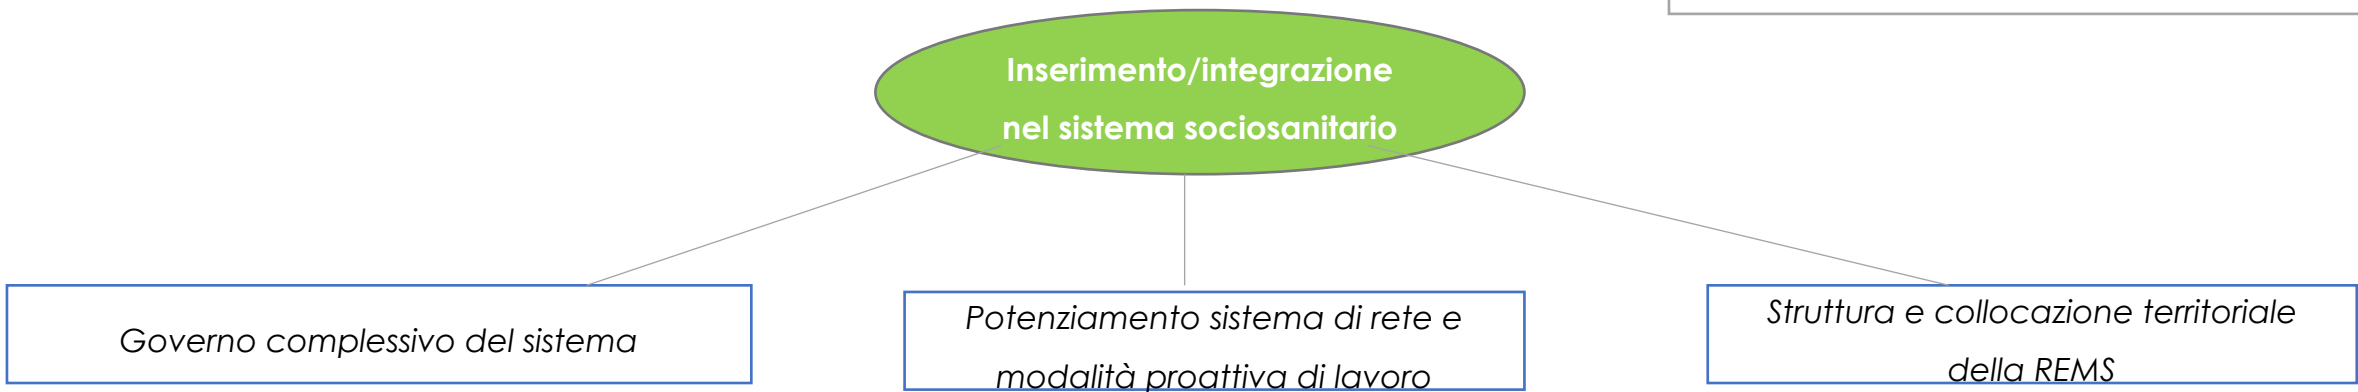 Inserimento/integrazione
nel sistema sociosanitario
Governo complessivo del sistema
Potenziamento sistema di rete e
modalità proattiva di lavoro
Struttura e collocazione territoriale
della REMS